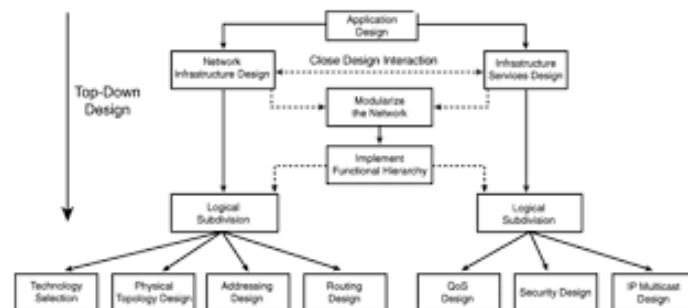 Application
Design
Network
Infrastructure Design
Close Design Interaction
Infrastructure
Services Design
Top-Down
Design
Modularize
the Network
Implement
Functional Hierarchy
Logical
Subdivision
Logical
Subdivision
Technology
Selection
Physical
Topology Design
Addressing
Design
Routing
Design
QoS
Design
Security Design
IP Multicast
Design